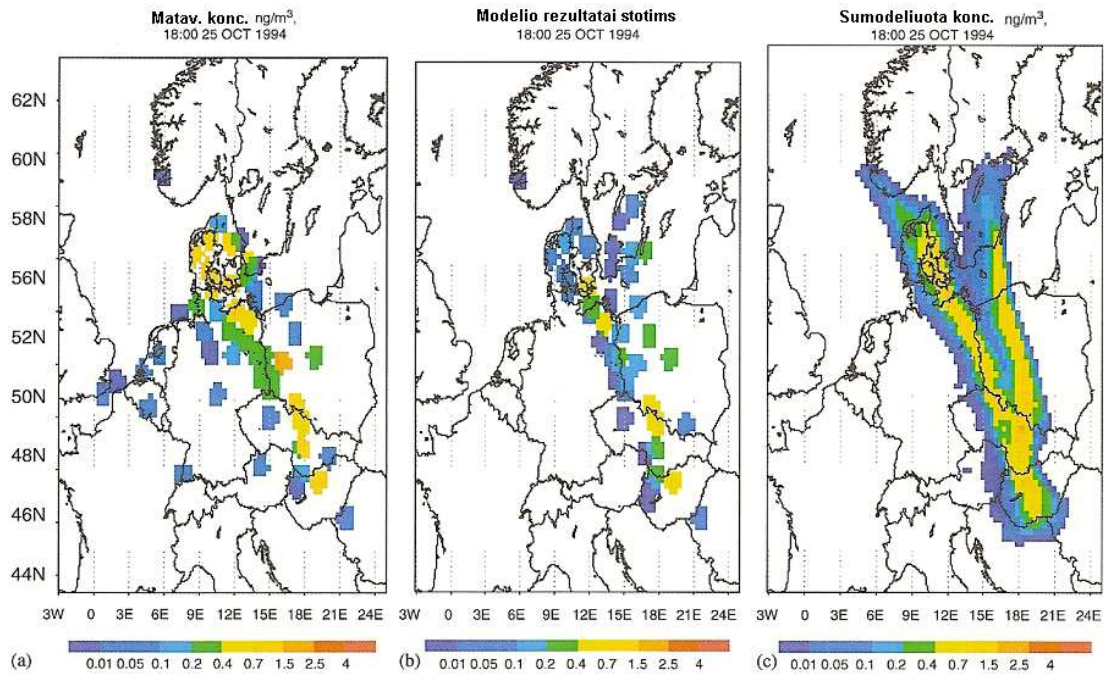 Matav. konc. ng/m³,
18:00 25 OCT 1994
Modelio rezultatai stotims
18:00 25 OCT 1994
Sumodeliuota konc. ng/m³,
18:00 25 OCT 1994
62N
60N
58N
56N
54N
52N
50N
48N
46N
44N
3W 0 3E 6E 9E 12E 15E 18E 21E 24E
3W 0 3E 6E 9E 12E 15E 18E 21E 24E
3W 0 3E 6E 9E 12E 15E 18E 21E 24E
(a) 0.01 0.05 0.1 0.2 0.4 0.7 1.5 2.5 4
(b) 0.01 0.05 0.1 0.2 0.4 0.7 1.5 2.5 4
(c) 0.01 0.05 0.1 0.2 0.4 0.7 1.5 2.5 4